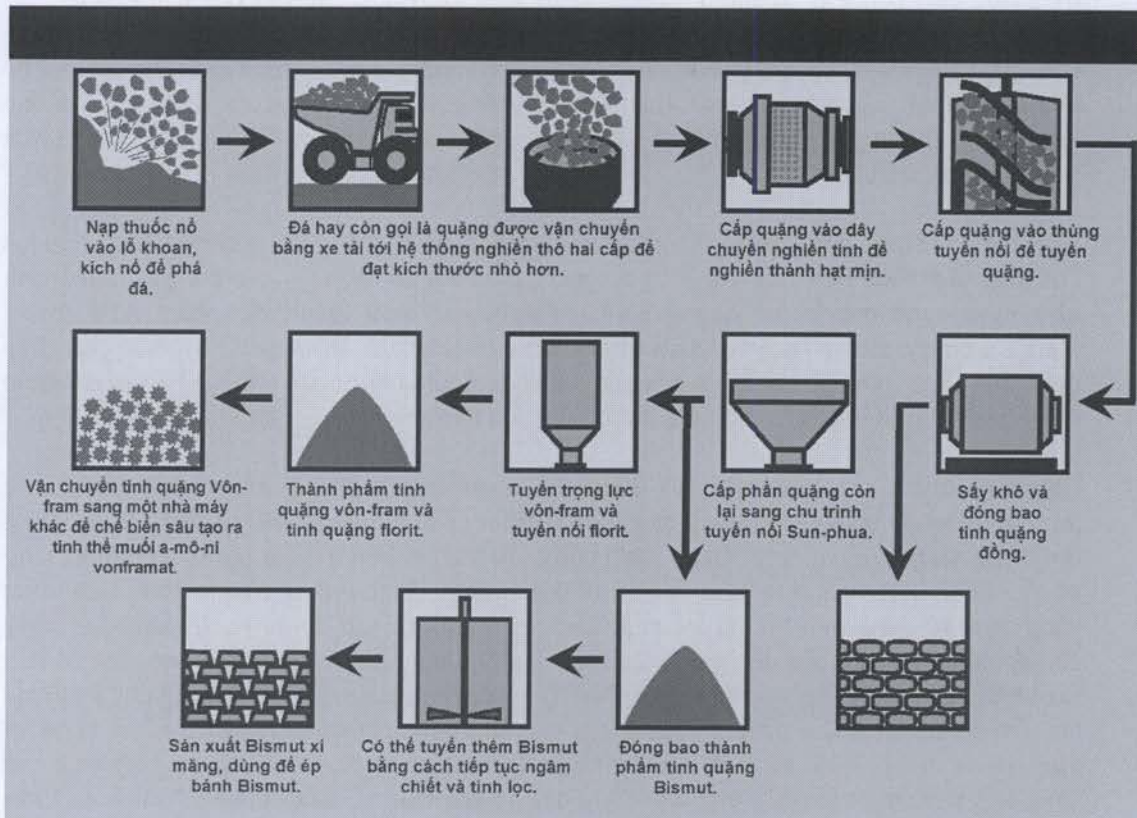 Nạp thuốc nổ
vào lỗ khoan,
kích nổ để phá
đá.
Đá hay còn gọi là quặng được vận chuyển
bằng xe tải tới hệ thống nghiền thô hai cấp để
đạt kích thước nhỏ hơn.
Cấp quặng vào dây
chuyền nghiền tinh để
nghiền thành hạt mịn.
Cấp quặng vào thùng
tuyển nổi để tuyển
quặng.
Vận chuyển tinh quặng Vôn-
fram sang một nhà máy
khác để chế biến sâu tạo ra
tinh thể muối a-mô-ni
vonframat.
Thành phẩm tinh
quặng vôn-fram và
tinh quặng florit.
Tuyển trọng lực
vôn-fram và
tuyển nổi florit.
Cấp phần quặng còn
lại sang chu trình
tuyển nổi Sun-phua.
Sấy khô và
đóng bao
tinh quặng
đồng.
Sản xuất Bismut xi
măng, dùng để ép
bánh Bismut.
Có thể tuyển thêm Bismut
bằng cách tiếp tục ngâm
chiết và tinh lọc.
Đóng bao thành
phẩm tinh quặng
Bismut.